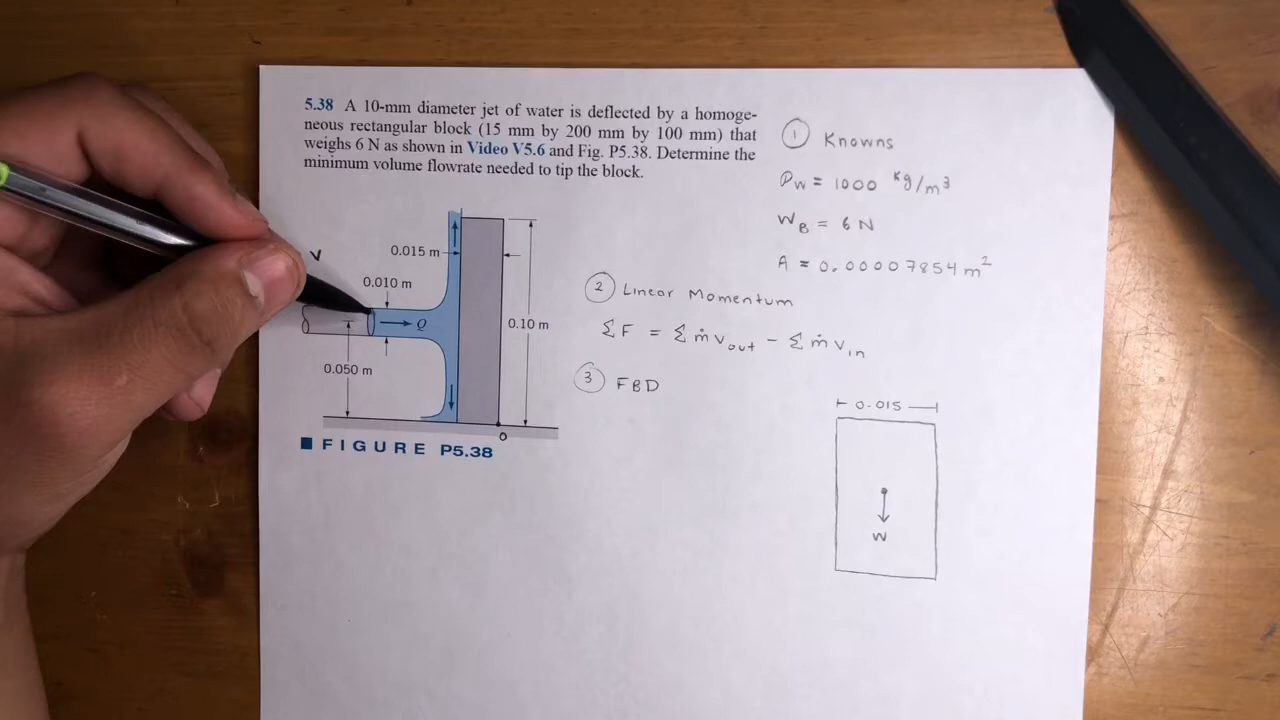 5.38 A 10-mm diameter jet of water is deflected by a homoge-
neous rectangular block (15 mm by 200 mm by 100 mm) that
weighs 6 N as shown in Video V5.6 and Fig. P5.38. Determine the
minimum volume flowrate needed to tip the block.
V
0.015 m
0.010 m
Q
0.10 m
0.050 m
O
FIGURE P5.38
1 Knowns
ρw = 1000 kg/m³
WB = 6 N
A = 0.00007854 m²
2 Linear Momentum
ΣF = Σṁvout - Σṁvin
3 FBD
0.015
W